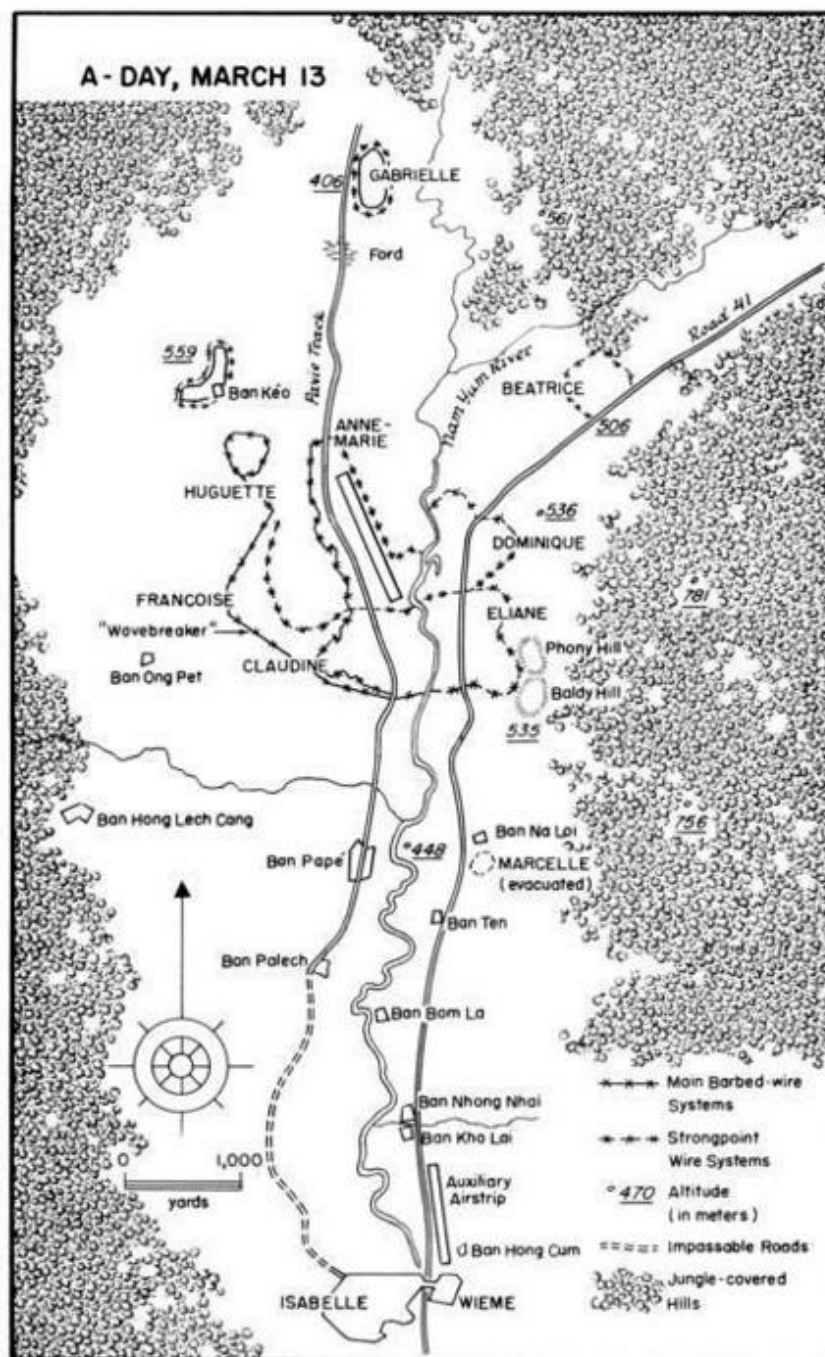 A - DAY, MARCH 13
GABRIELLE
406
561
Ford
Pavie Track
Road 41
Nam Yum River
559
Ban Kéo
BEATRICE
506
ANNE-
MARIE
HUGUETTE
536
DOMINIQUE
781
FRANCOISE
ELIANE
"Wavebreaker"
Phony Hill
CLAUDINE
Ban Ong Pet
Baldy Hill
535
Ban Hong Lech Cang
756
Ban Na Loi
448
Ban Papé
MARCELLE
(evacuated)
Ban Ten
Ban Palech
Ban Bom La
Main Barbed-wire
Systems
Ban Nhong Nhai
Ban Kho Lai
Strongpoint
Wire Systems
0 1,000
yards
Auxiliary
Airstrip
470 Altitude
(in meters)
Ban Hong Cum
Impassable Roads
ISABELLE
WIEME
Jungle-covered
Hills